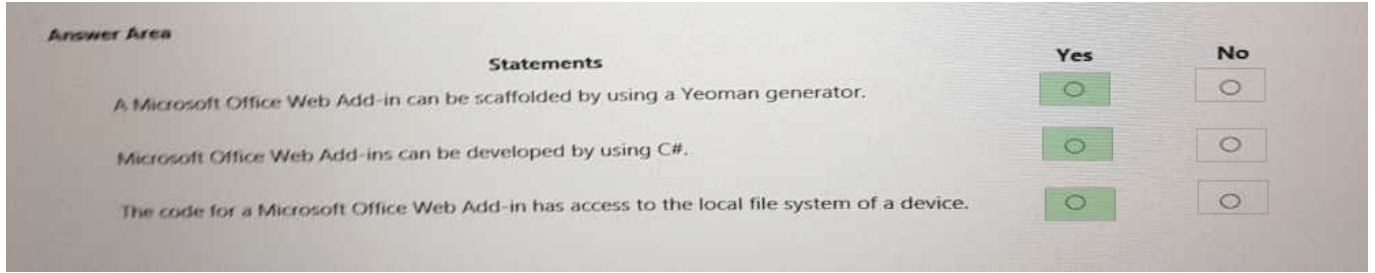 Answer Area
Statements Yes No
A Microsoft Office Web Add-in can be scaffolded by using a Yeoman generator.
Microsoft Office Web Add-ins can be developed by using C#.
The code for a Microsoft Office Web Add-in has access to the local file system of a device.